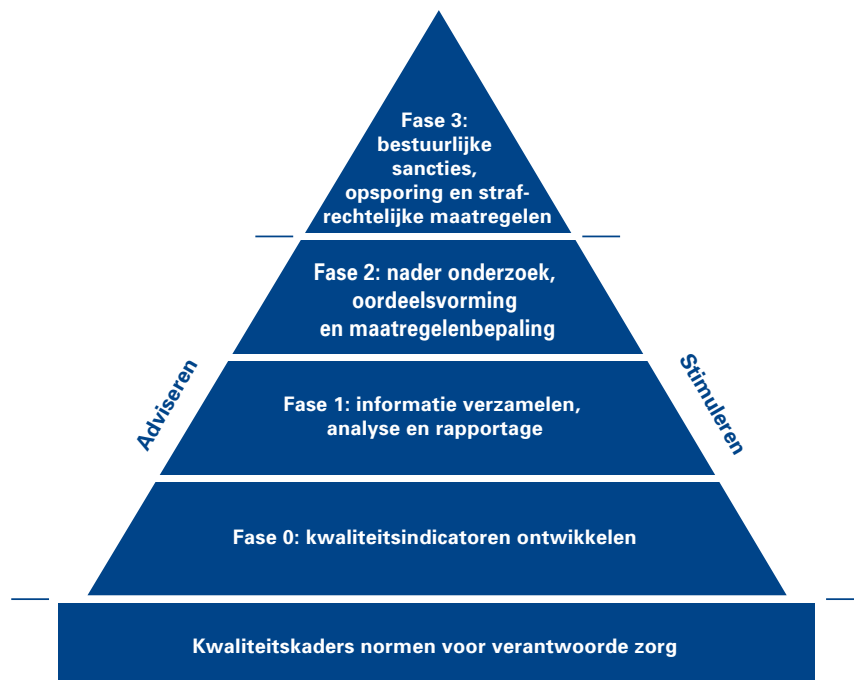 Fase 3:
bestuurlijke
sancties,
opsporing en straf-
rechtelijke maatregelen
Fase 2: nader onderzoek,
oordeelsvorming
en maatregelenbepaling
Adviseren
Stimuleren
Fase 1: informatie verzamelen,
analyse en rapportage
Fase 0: kwaliteitsindicatoren ontwikkelen
Kwaliteitskaders normen voor verantwoorde zorg